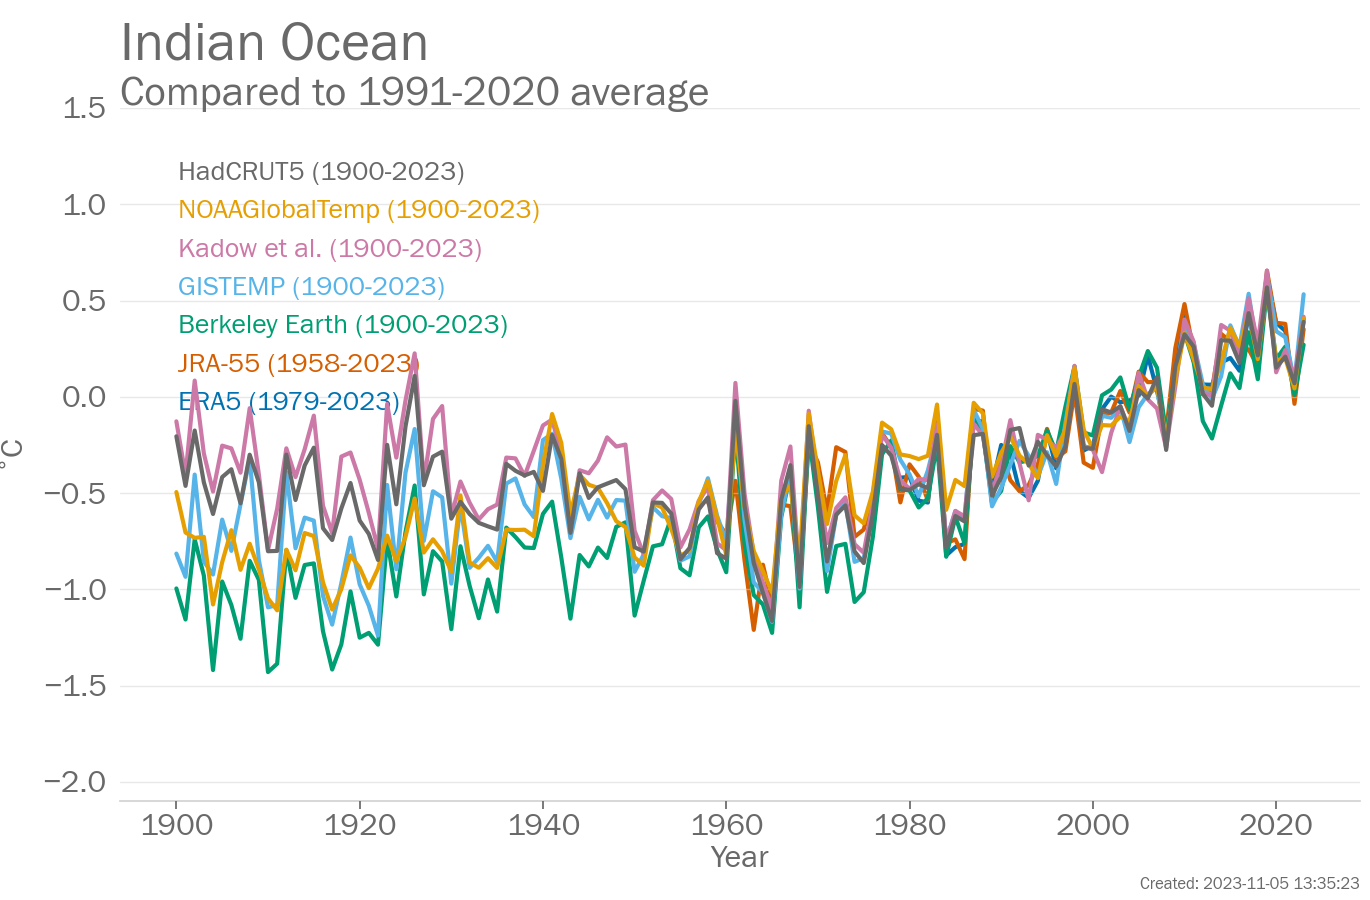 Indian Ocean
Compared to 1991-2020 average
1.5
HadCRUT5 (1900-2023)
1.0
NOAAGlobalTemp (1900-2023)
Kadow et al. (1900-2023)
GISTEMP (1900-2023)
0.5
Berkeley Earth (1900-2023)
JRA-55 (1958-2023)
0.0
ERA5 (1979-2023)
°C
−0.5
−1.0
−1.5
−2.0
1900 1920 1940 1960 1980 2000 2020
Year
Created: 2023-11-05 13:35:23